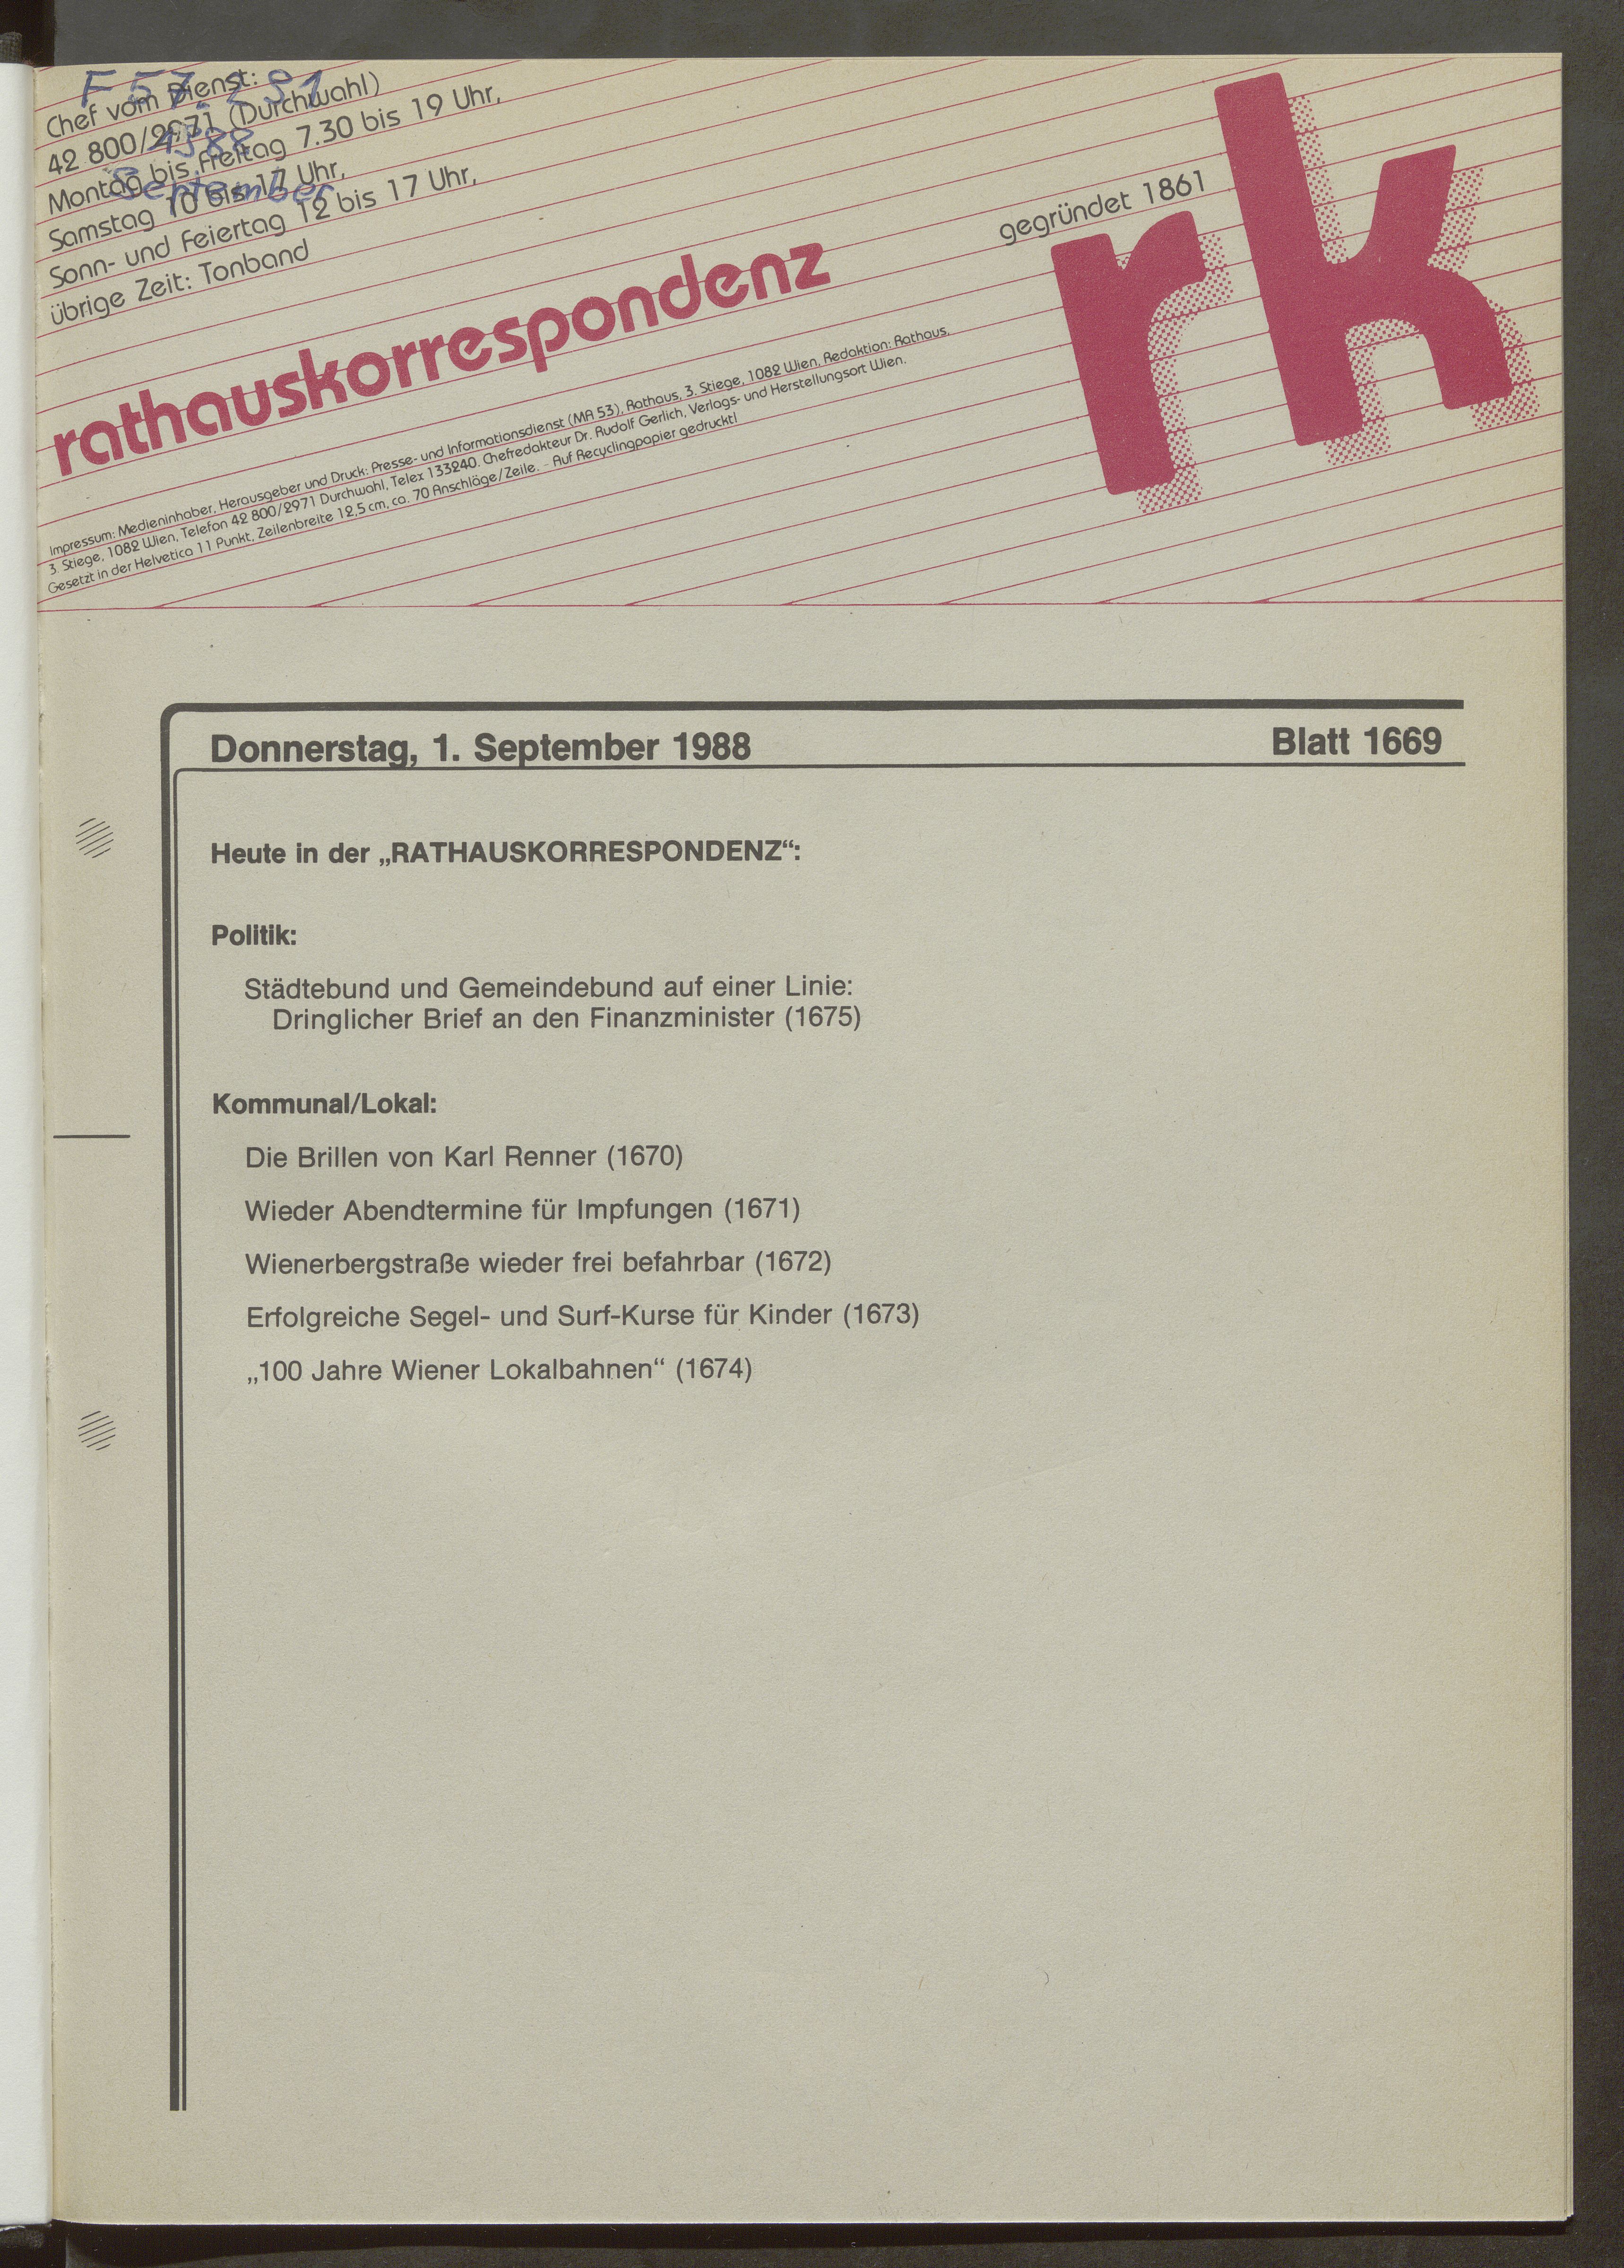 F 57.291
1988
September
Chef vom Dienst:
42 800/2971 (Durchwahl)
Montag bis Freitag 7.30 bis 19 Uhr,
Samstag 10 bis 17 Uhr,
Sonn- und Feiertag 12 bis 17 Uhr,
übrige Zeit: Tonband
gegründet 1861
rk
rathauskorrespondenz
Impressum: Medieninhaber, Herausgeber und Druck: Presse- und Informationsdienst (MA 53), Rathaus, 3. Stiege, 1082 Wien, Redaktion: Rathaus,
3. Stiege, 1082 Wien, Telefon 42 800/2971 Durchwahl, Telex 133240. Chefredakteur Dr. Rudolf Gerlich, Verlags- und Herstellungsort Wien.
Gesetzt in der Helvetica 11 Punkt, Zeilenbreite 12,5 cm, ca. 70 Anschläge/Zeile. – Auf Recyclingpapier gedruckt!
Donnerstag, 1. September 1988 Blatt 1669
Heute in der „RATHAUSKORRESPONDENZ“:
Politik:
Städtebund und Gemeindebund auf einer Linie:
Dringlicher Brief an den Finanzminister (1675)
Kommunal/Lokal:
Die Brillen von Karl Renner (1670)
Wieder Abendtermine für Impfungen (1671)
Wienerbergstraße wieder frei befahrbar (1672)
Erfolgreiche Segel- und Surf-Kurse für Kinder (1673)
„100 Jahre Wiener Lokalbahnen“ (1674)